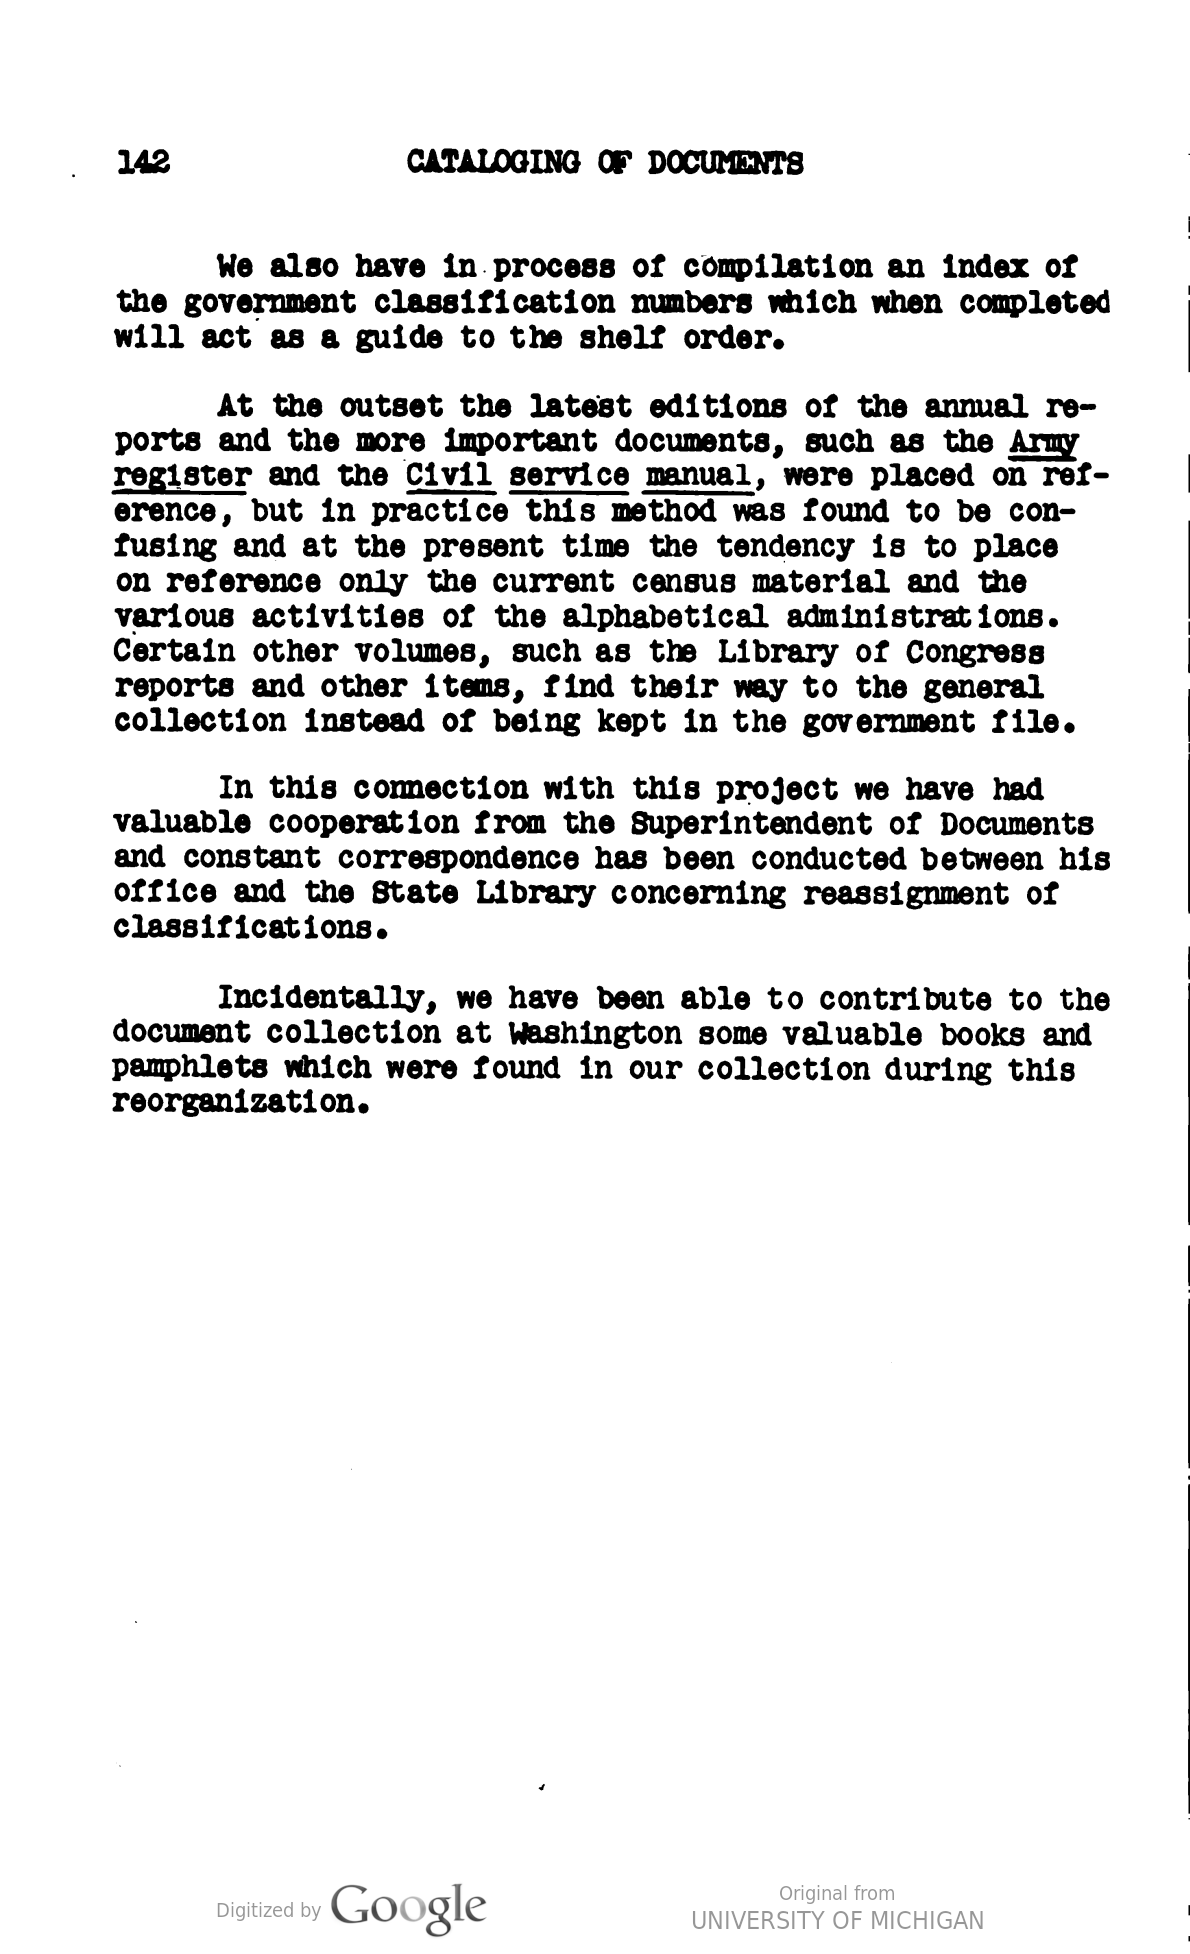 142 CATALOGING OF DOCUMENTS
We also have in process of compilation an index of
the government classification numbers which when completed
will act as a guide to the shelf order.
At the outset the latest editions of the annual re-
ports and the more important documents, such as the Army
register and the Civil service manual, were placed on ref-
erence, but in practice this method was found to be con-
fusing and at the present time the tendency is to place
on reference only the current census material and the
various activities of the alphabetical administrations.
Certain other volumes, such as the Library of Congress
reports and other items, find their way to the general
collection instead of being kept in the government file.
In this connection with this project we have had
valuable cooperation from the Superintendent of Documents
and constant correspondence has been conducted between his
office and the State Library concerning reassignment of
classifications.
Incidentally, we have been able to contribute to the
document collection at Washington some valuable books and
pamphlets which were found in our collection during this
reorganization.
Digitized by Google
Original from
UNIVERSITY OF MICHIGAN